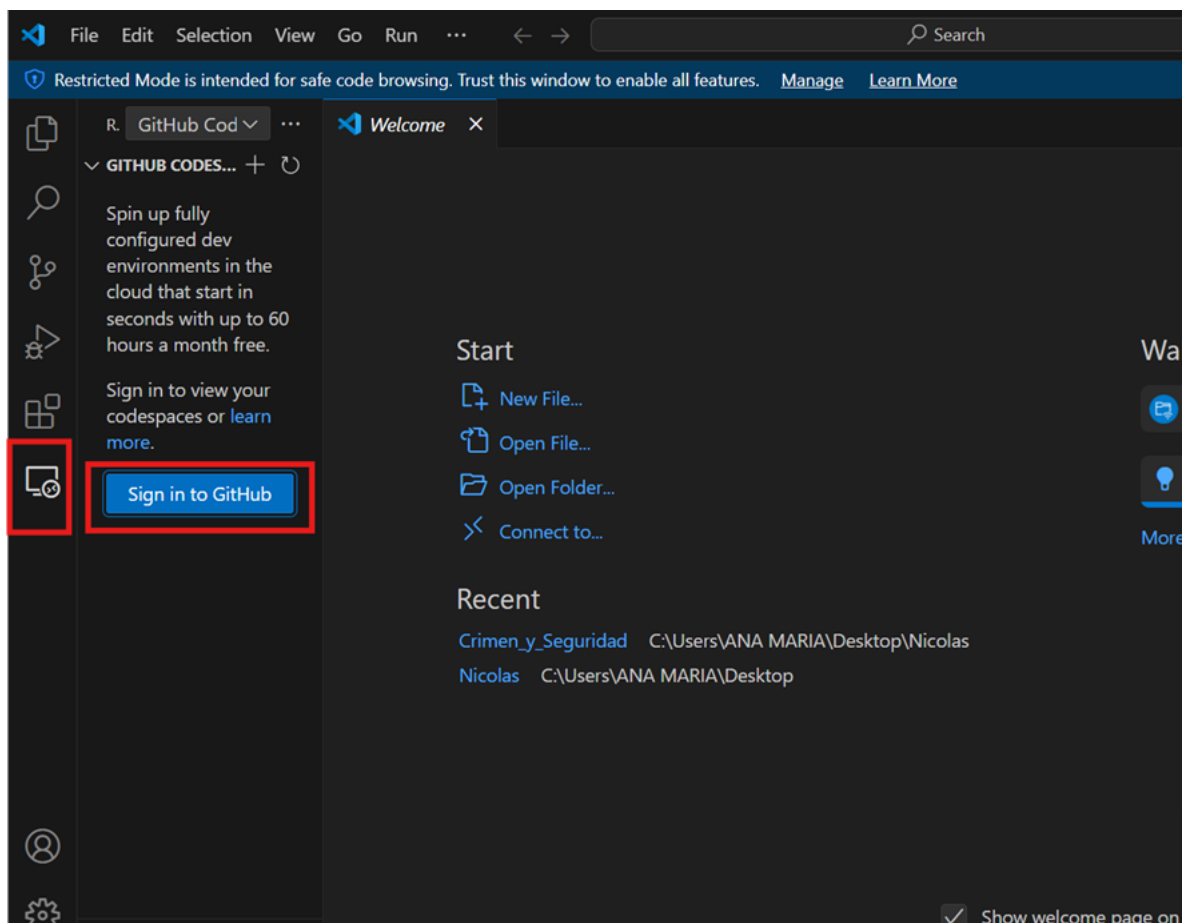 File Edit Selection View Go Run ··· Search
Restricted Mode is intended for safe code browsing. Trust this window to enable all features. Manage Learn More
R. GitHub Cod ···
GITHUB CODES...
Spin up fully
configured dev
environments in the
cloud that start in
seconds with up to 60
hours a month free.
Sign in to view your
codespaces or learn
more.
Sign in to GitHub
Welcome
Start
New File...
Open File...
Open Folder...
Connect to...
Recent
Crimen_y_Seguridad C:\Users\ANA MARIA\Desktop\Nicolas
Nicolas C:\Users\ANA MARIA\Desktop
Wa
More
Show welcome page on